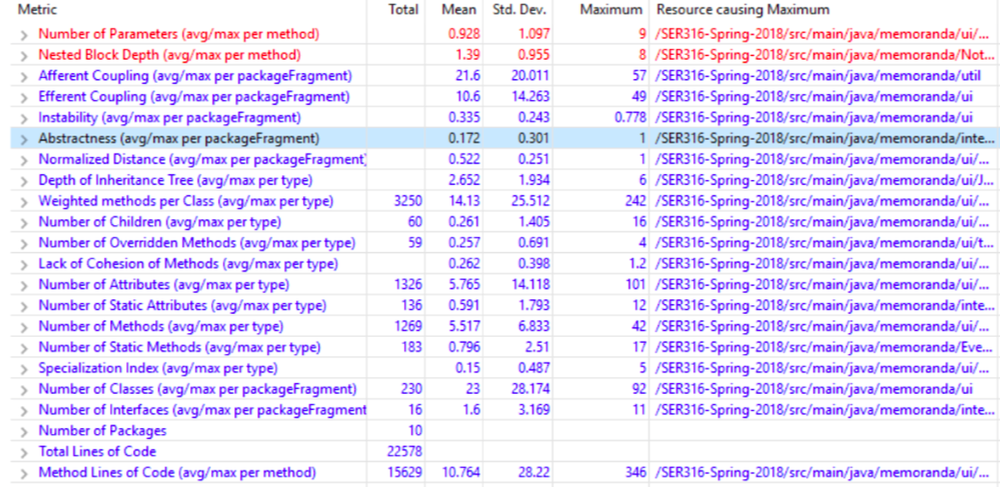 Metric Total Mean Std. Dev. Maximum Resource causing Maximum
Number of Parameters (avg/max per method) 0.928 1.097 9 /SER316-Spring-2018/src/main/java/memoranda/ui/...
Nested Block Depth (avg/max per method) 1.39 0.955 8 /SER316-Spring-2018/src/main/java/memoranda/Not...
Afferent Coupling (avg/max per packageFragment) 21.6 20.011 57 /SER316-Spring-2018/src/main/java/memoranda/util
Efferent Coupling (avg/max per packageFragment) 10.6 14.263 49 /SER316-Spring-2018/src/main/java/memoranda/ui
Instability (avg/max per packageFragment) 0.335 0.243 0.778 /SER316-Spring-2018/src/main/java/memoranda/ui
Abstractness (avg/max per packageFragment) 0.172 0.301 1 /SER316-Spring-2018/src/main/java/memoranda/inte...
Normalized Distance (avg/max per packageFragment) 0.522 0.251 1 /SER316-Spring-2018/src/main/java/memoranda/ui/...
Depth of Inheritance Tree (avg/max per type) 2.652 1.934 6 /SER316-Spring-2018/src/main/java/memoranda/ui/J...
Weighted methods per Class (avg/max per type) 3250 14.13 25.512 242 /SER316-Spring-2018/src/main/java/memoranda/ui/...
Number of Children (avg/max per type) 60 0.261 1.405 16 /SER316-Spring-2018/src/main/java/memoranda/ui/...
Number of Overridden Methods (avg/max per type) 59 0.257 0.691 4 /SER316-Spring-2018/src/main/java/memoranda/ui/t...
Lack of Cohesion of Methods (avg/max per type) 0.262 0.398 1.2 /SER316-Spring-2018/src/main/java/memoranda/ui/...
Number of Attributes (avg/max per type) 1326 5.765 14.118 101 /SER316-Spring-2018/src/main/java/memoranda/ui/...
Number of Static Attributes (avg/max per type) 136 0.591 1.793 12 /SER316-Spring-2018/src/main/java/memoranda/inte...
Number of Methods (avg/max per type) 1269 5.517 6.833 42 /SER316-Spring-2018/src/main/java/memoranda/ui/...
Number of Static Methods (avg/max per type) 183 0.796 2.51 17 /SER316-Spring-2018/src/main/java/memoranda/Eve...
Specialization Index (avg/max per type) 0.15 0.487 5 /SER316-Spring-2018/src/main/java/memoranda/ui/...
Number of Classes (avg/max per packageFragment) 230 23 28.174 92 /SER316-Spring-2018/src/main/java/memoranda/ui
Number of Interfaces (avg/max per packageFragment 16 1.6 3.169 11 /SER316-Spring-2018/src/main/java/memoranda/inte...
Number of Packages 10
Total Lines of Code 22578
Method Lines of Code (avg/max per method) 15629 10.764 28.22 346 /SER316-Spring-2018/src/main/java/memoranda/ui/...